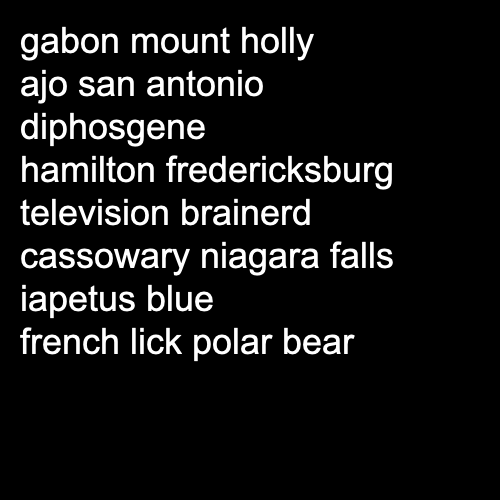 gabon mount holly
ajo san antonio
diphosgene
hamilton fredericksburg
television brainerd
cassowary niagara falls
iapetus blue
french lick polar bear